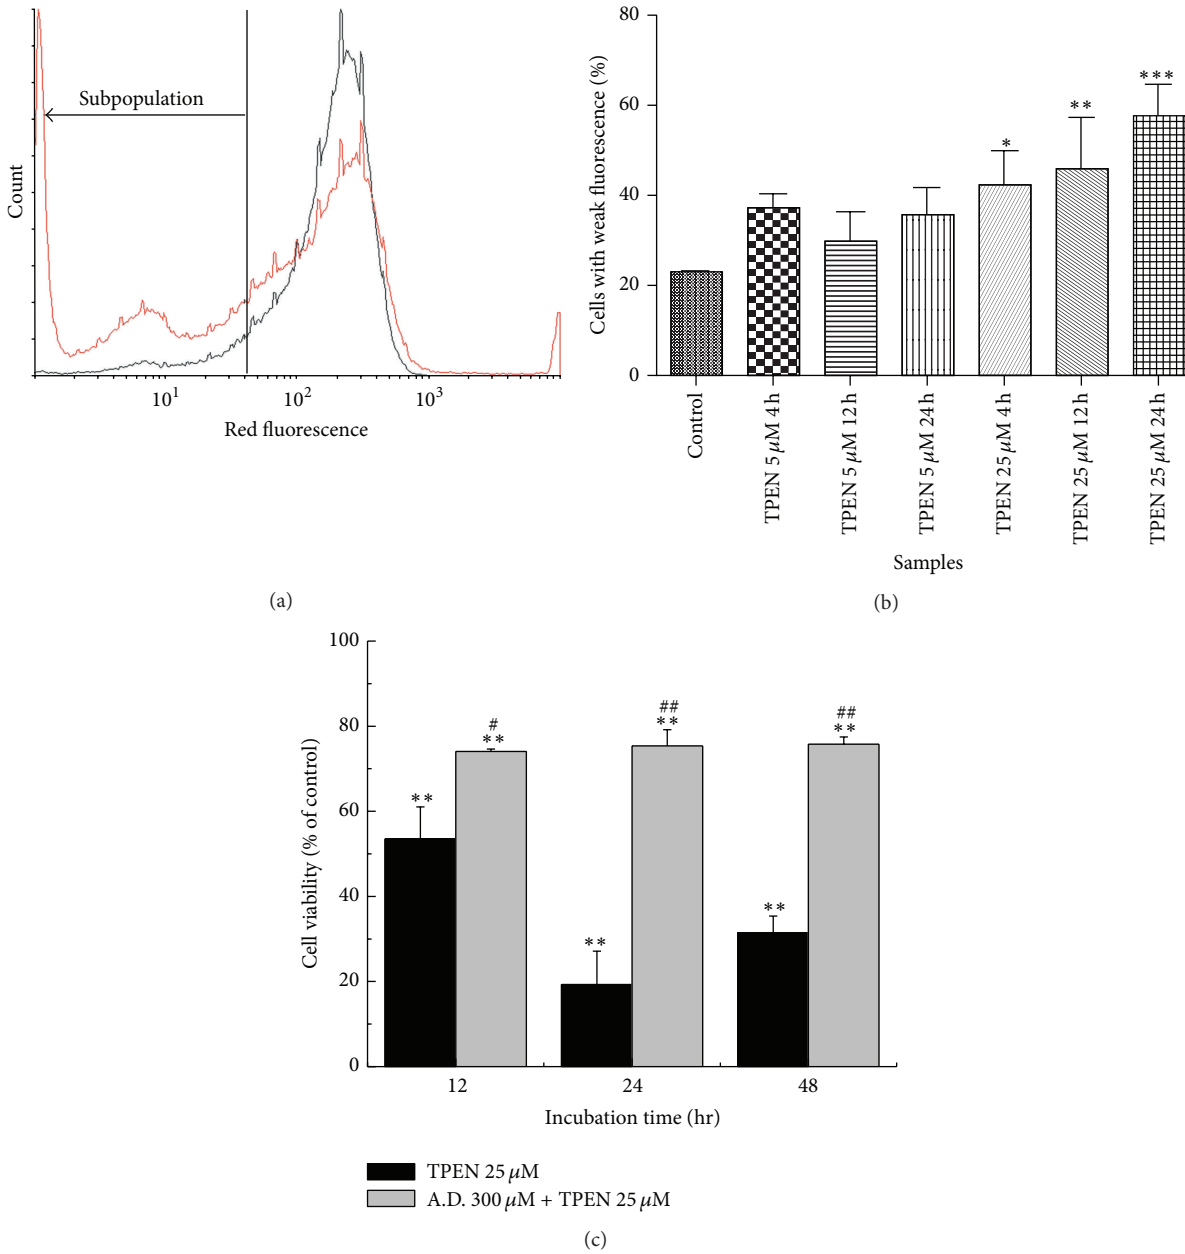 Count
Subpopulation
10¹ 10² 10³
Red fluorescence
(a)
Cells with weak fluorescence (%)
80
60
40
20
0
*
**
***
Control
TPEN 5 μM 4 h
TPEN 5 μM 12 h
TPEN 5 μM 24 h
TPEN 25 μM 4 h
TPEN 25 μM 12 h
TPEN 25 μM 24 h
Samples
(b)
Cell viability (% of control)
100
80
60
40
20
0
**
#
**
**
##
**
**
##
**
12 24 48
Incubation time (hr)
TPEN 25 μM
A.D. 300 μM + TPEN 25 μM
(c)